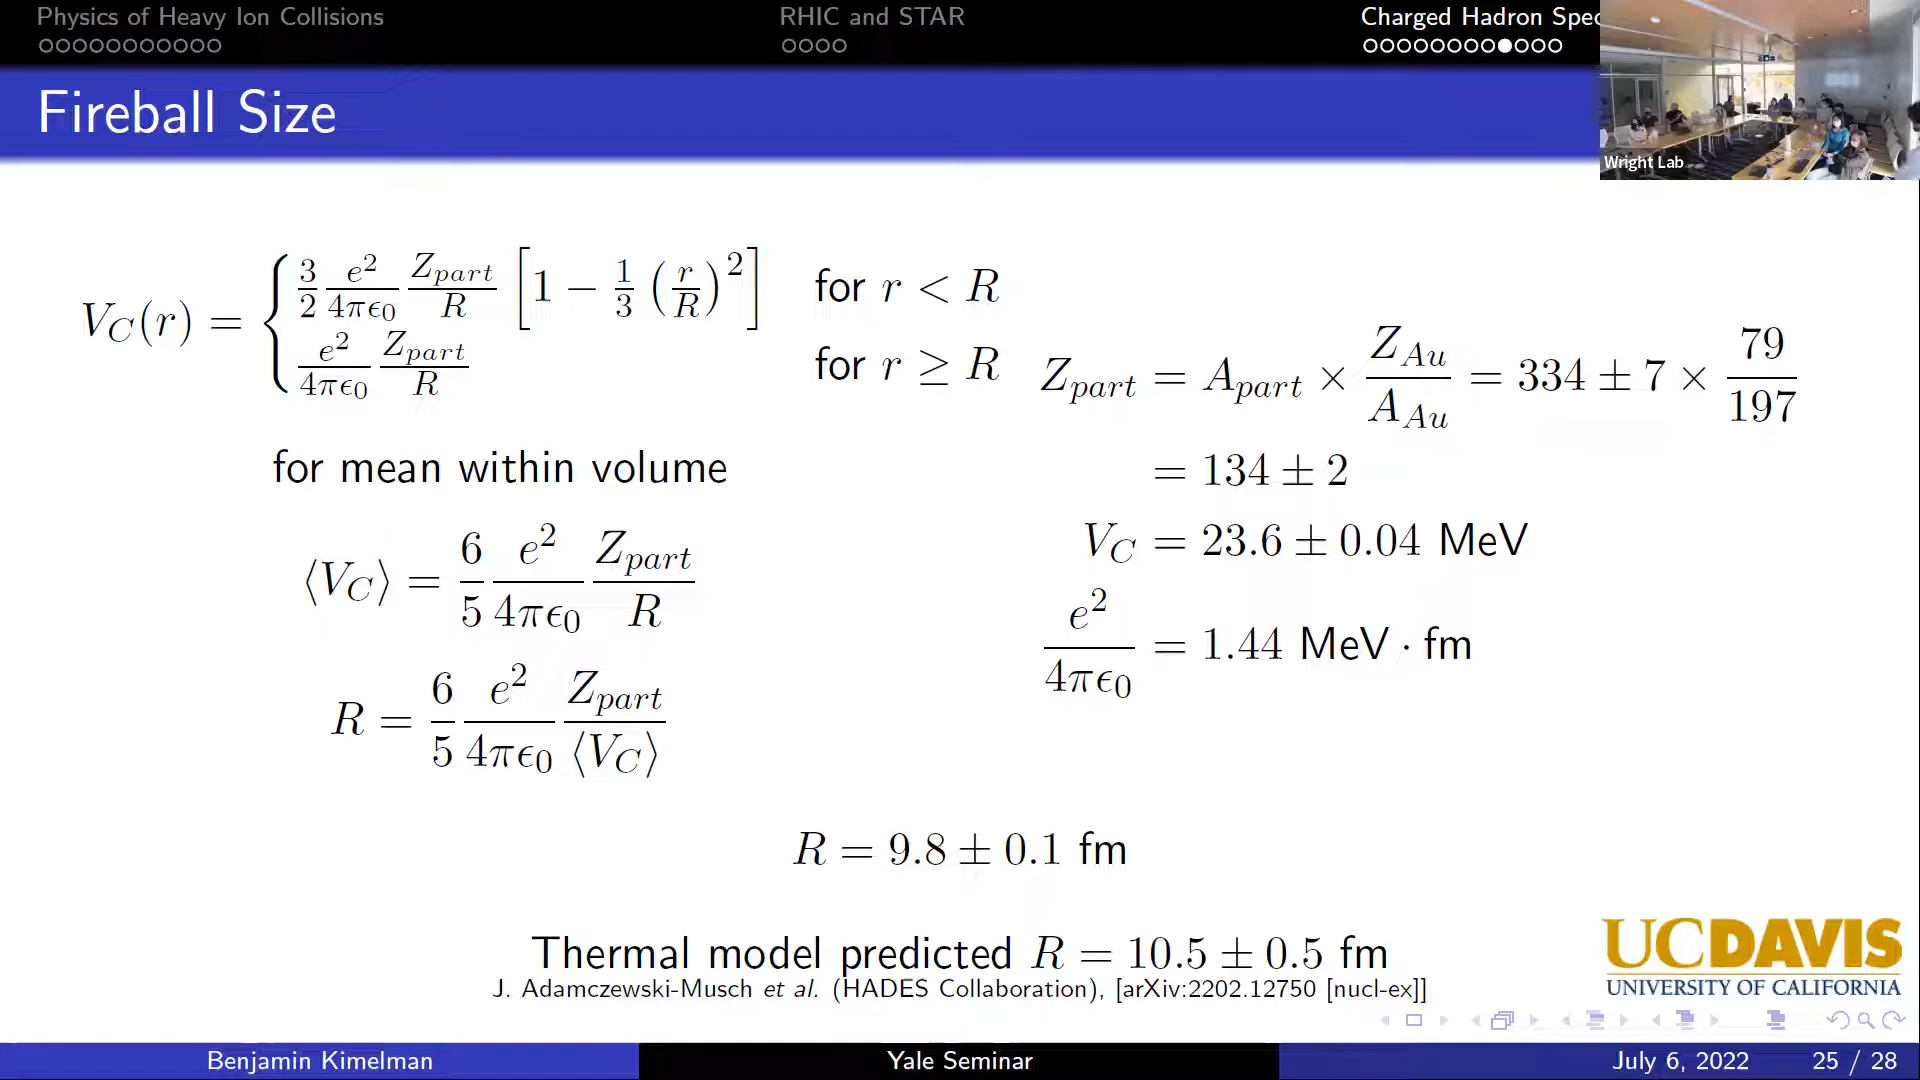 Physics of Heavy Ion Collisions
RHIC and STAR
Charged Hadron Spec
Wright Lab
Fireball Size
V_C(r) = { 3/2 e^2/4πϵ_0 Z_part/R [1 − 1/3 (r/R)^2] for r < R
e^2/4πϵ_0 Z_part/R for r ≥ R
for mean within volume
⟨V_C⟩ = 6/5 e^2/4πϵ_0 Z_part/R
R = 6/5 e^2/4πϵ_0 Z_part/⟨V_C⟩
Z_part = A_part × Z_Au/A_Au = 334 ± 7 × 79/197
= 134 ± 2
V_C = 23.6 ± 0.04 MeV
e^2/4πϵ_0 = 1.44 MeV · fm
R = 9.8 ± 0.1 fm
Thermal model predicted R = 10.5 ± 0.5 fm
J. Adamczewski-Musch et al. (HADES Collaboration), [arXiv:2202.12750 [nucl-ex]]
UCDAVIS
UNIVERSITY OF CALIFORNIA
Benjamin Kimelman
Yale Seminar
July 6, 2022
25 / 28